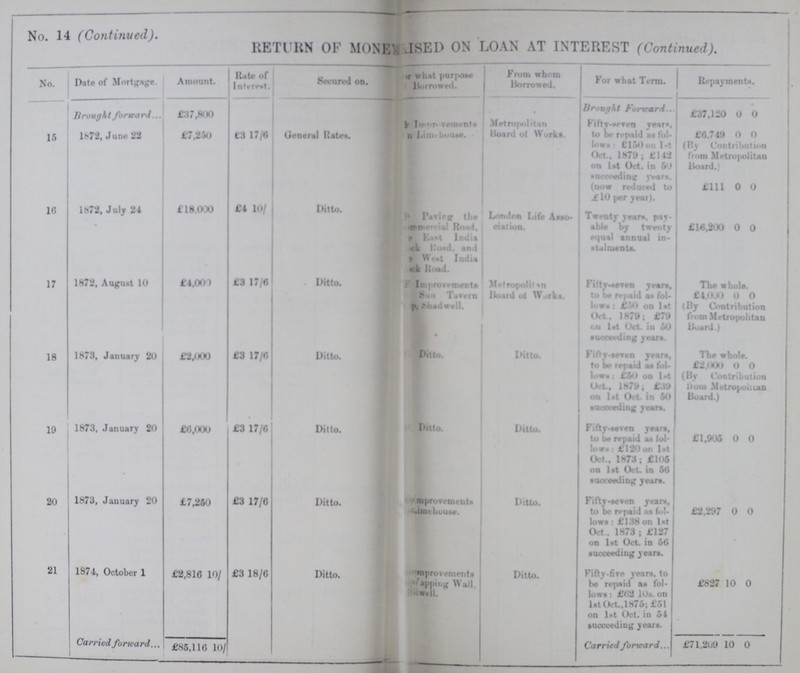 No. 14 (Continued).
RETURN OF MONEY RAISED ON LOAN AT INTEREST (Continued).
No. Date of Mortgage. Amount. Rate of Interest. Secured on. what purpose Borrowed. From whom Borrowed. For what Term. Repayments.
Brought forward... £37,800 Brought Forward... £37,120 0 0
15 1872, June 22 £7,250 £3 17/6 General Rates. Improvements Metropolitan Fifty-seven years, £6,749 0 0
Limehouse. Board of Works. to be repaid as fol- (By Contribution
lows: £150 on 1st from Metropolitan
Oct., 1879; £142 Board.)
on 1st Oct. in 50
succeeding years.
(now reduced to £111 0 0
£10 per year).
16 1872, July 24 £18,000 £4 10/ Ditto. Paving the London Life Asso- Twenty years, pay-
Road, ciation. able by twenty £16,200 0 0
East India equal annual in-
Road, and stalments.
West India
Road.
17 1872, August 10 £4,000 £3 17/6 Ditto. Improvements Metropolitan Fifty-seven years, The whole.
Sun Tavern Board of Works. to be repaid as fol- £4,000 0 0
Shadwell. lows: £50 on 1st (By Contribution
Oct., 1879; £79 from Metropolitan
on 1st Oct. in 50 Board.)
succeeding years.
18 1873, January 20 £2,000 £3 17/6 Ditto. Ditto. Ditto. Fifty-seven years, The whole.
to be repaid as fol- £2,000 0 0
lows: £50 on 1st (By Contribution
Oct., 1879; £39 from Metropolitan
on 1st Oct. in 50 Board.)
succeeding years.
19 1873, January 20 £6,000 £3 17/6 Ditto. Ditto. Ditto. Fifty-seven years,
to be repaid as fol- £1,905 0 0
lows: £120 on 1st
Oct., 1873; £105
on 1st Oct. in 56
succeeding years.
20 1873, January 20 £7,250 £3 17/6 Ditto. Improvements Ditto. Fifty-seven years,
Limehouse. to be repaid as fol- £2,297 0 0
lows: £138 on 1st
Oct., 1873; £127
on 1st Oct. in 56
succeeding years.
21 1874, October 1 £2,816 10/ £3 18/6 Ditto. Improvements Ditto. Fifty-five years, to
Wapping Wall, be repaid as fol- £827 10 0
lows: £62 10s. on
1st Oct., 1875; £51
on 1st Oct. in 54
succeeding years.
Carried forward... £85,116 10/ Carried forward... £71,209 10 0